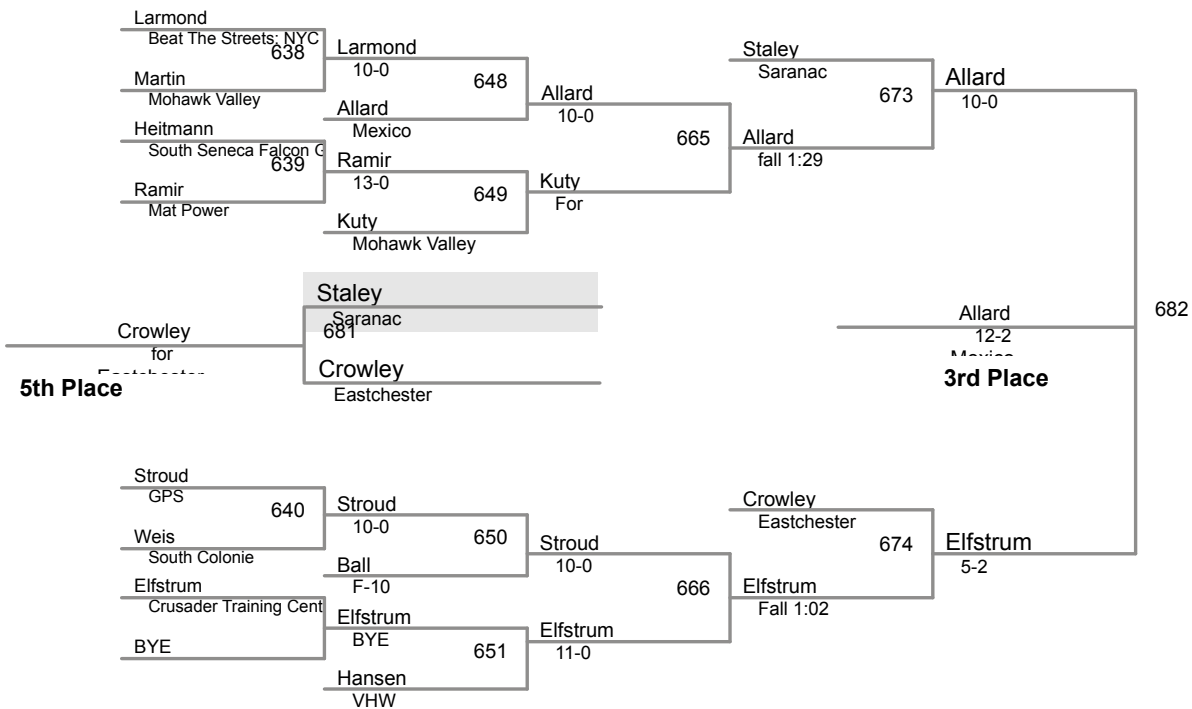 Larmond
Beat The Streets: NYC
638
Martin
Mohawk Valley
Larmond
10-0
648
Allard
Mexico
Heitmann
South Seneca Falcon G
639
Ramir
Mat Power
Ramir
13-0
649
Kuty
Mohawk Valley
Allard
10-0
665
Kuty
For
Staley
Saranac
673
Allard
fall 1:29
Allard
10-0
682
Staley
Saranac
681
Crowley
Eastchester
Crowley
for
Eastchester
5th Place
Allard
12-2
Mexico
3rd Place
Stroud
GPS
640
Weis
South Colonie
Stroud
10-0
650
Ball
F-10
Elfstrum
Crusader Training Cent
BYE
Elfstrum
BYE
651
Hansen
VHW
Stroud
10-0
666
Elfstrum
11-0
Crowley
Eastchester
674
Elfstrum
Fall 1:02
Elfstrum
5-2